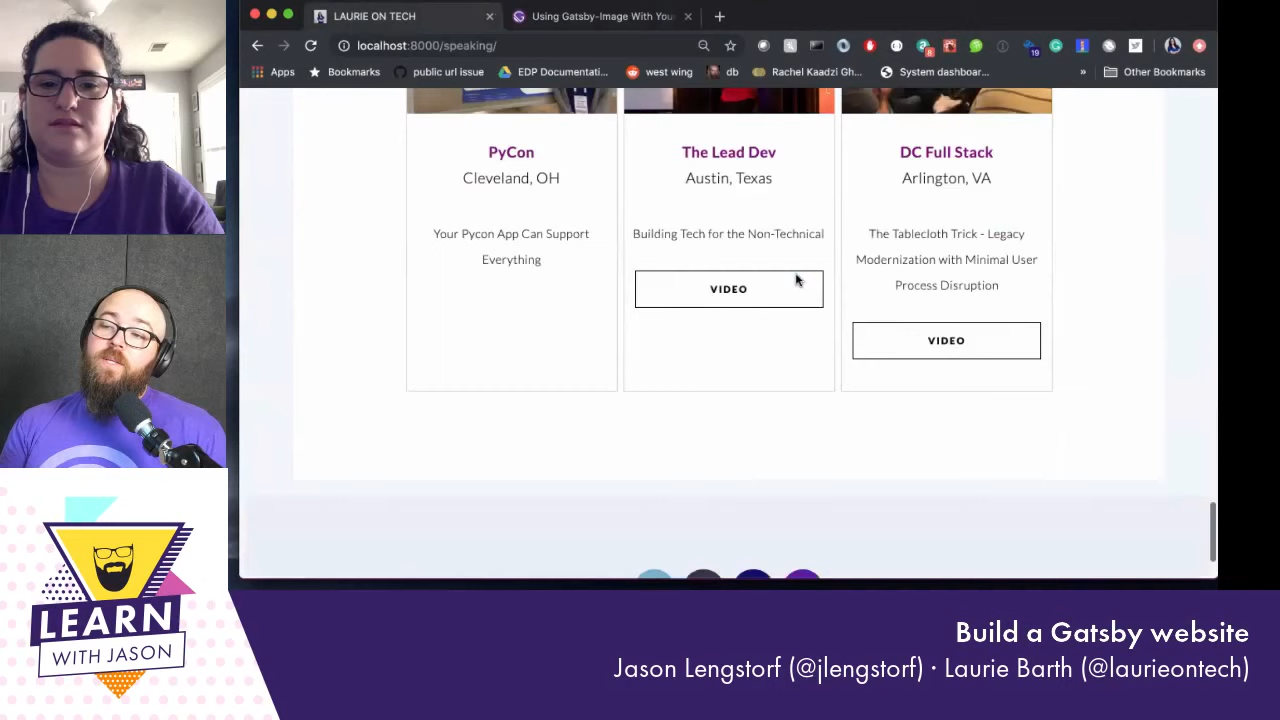 LAURIE ON TECH
Using Gatsby-Image With You
localhost:8000/speaking/
8
19
Apps
Bookmarks
public url issue
EDP Documentati...
west wing
db
Rachel Kaadzi Gh...
System dashboar...
»
Other Bookmarks
PyCon
Cleveland, OH
Your Pycon App Can Support
Everything
The Lead Dev
Austin, Texas
Building Tech for the Non-Technical
VIDEO
DC Full Stack
Arlington, VA
The Tablecloth Trick - Legacy
Modernization with Minimal User
Process Disruption
VIDEO
LEARN
WITH JASON
Build a Gatsby website
Jason Lengstorf (@jlengstorf) · Laurie Barth (@laurieontech)